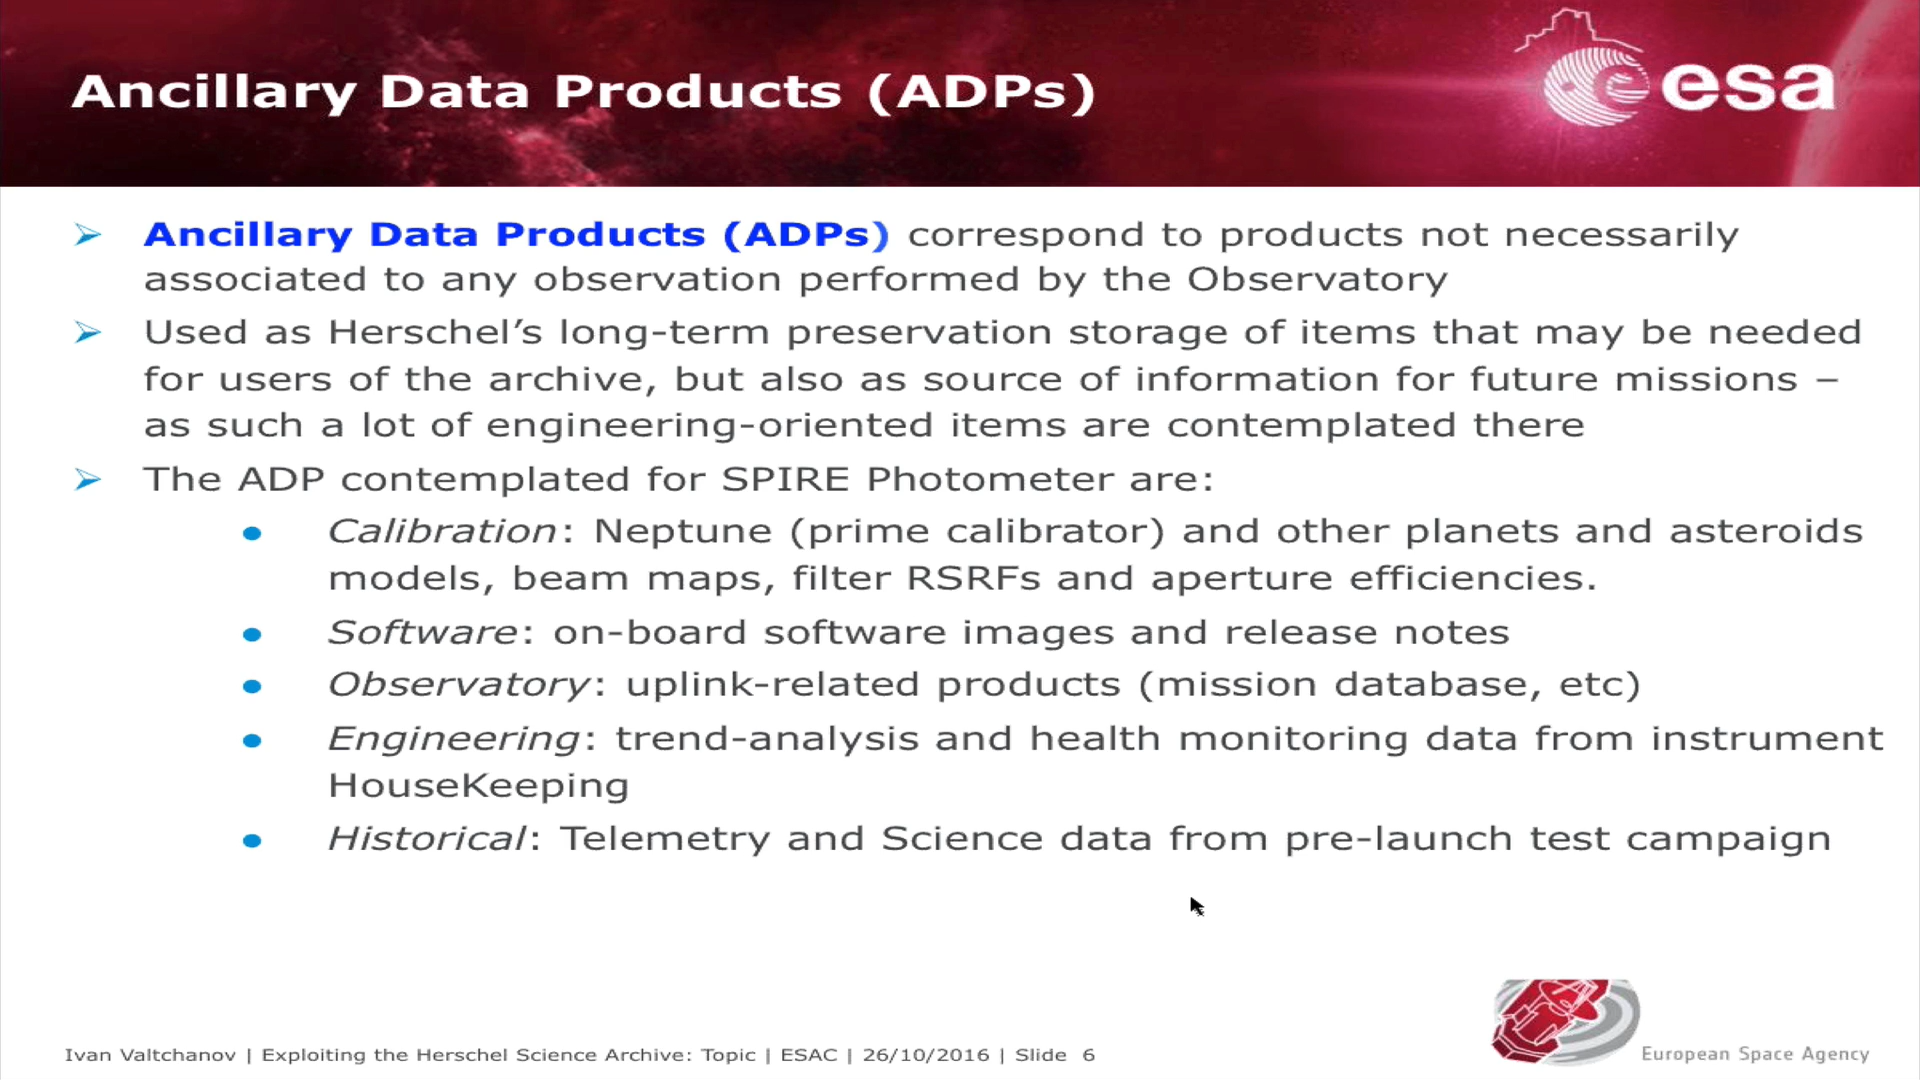 Ancillary Data Products (ADPs)
esa
➢ Ancillary Data Products (ADPs) correspond to products not necessarily
associated to any observation performed by the Observatory
➢ Used as Herschel’s long-term preservation storage of items that may be needed
for users of the archive, but also as source of information for future missions –
as such a lot of engineering-oriented items are contemplated there
➢ The ADP contemplated for SPIRE Photometer are:
• Calibration: Neptune (prime calibrator) and other planets and asteroids
models, beam maps, filter RSRFs and aperture efficiencies.
• Software: on-board software images and release notes
• Observatory: uplink-related products (mission database, etc)
• Engineering: trend-analysis and health monitoring data from instrument
HouseKeeping
• Historical: Telemetry and Science data from pre-launch test campaign
Ivan Valtchanov | Exploiting the Herschel Science Archive: Topic | ESAC | 26/10/2016 | Slide 6
European Space Agency